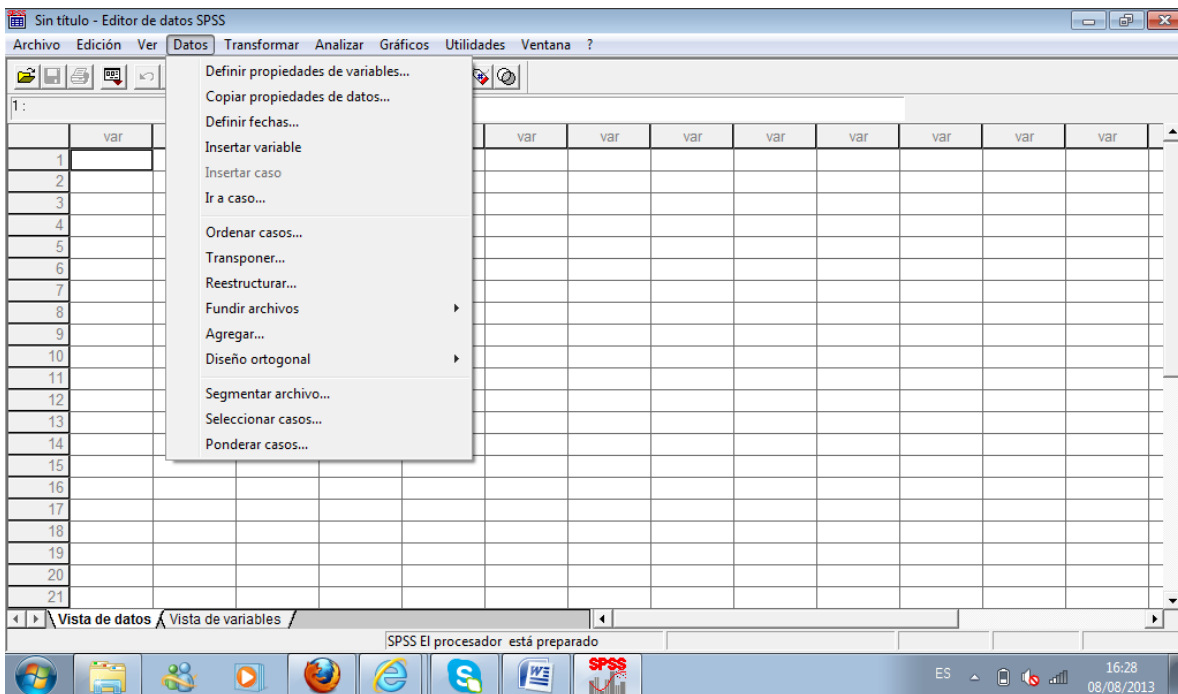 Sin título - Editor de datos SPSS
Archivo Edición Ver Datos Transformar Analizar Gráficos Utilidades Ventana ?
1 :
Definir propiedades de variables...
Copiar propiedades de datos...
Definir fechas...
Insertar variable
Insertar caso
Ir a caso...
Ordenar casos...
Transponer...
Reestructurar...
Fundir archivos
Agregar...
Diseño ortogonal
Segmentar archivo...
Seleccionar casos...
Ponderar casos...
var var var var var var var var var
1
2
3
4
5
6
7
8
9
10
11
12
13
14
15
16
17
18
19
20
21
Vista de datos Vista de variables
SPSS El procesador está preparado
SPSS
ES
16:28
08/08/2013